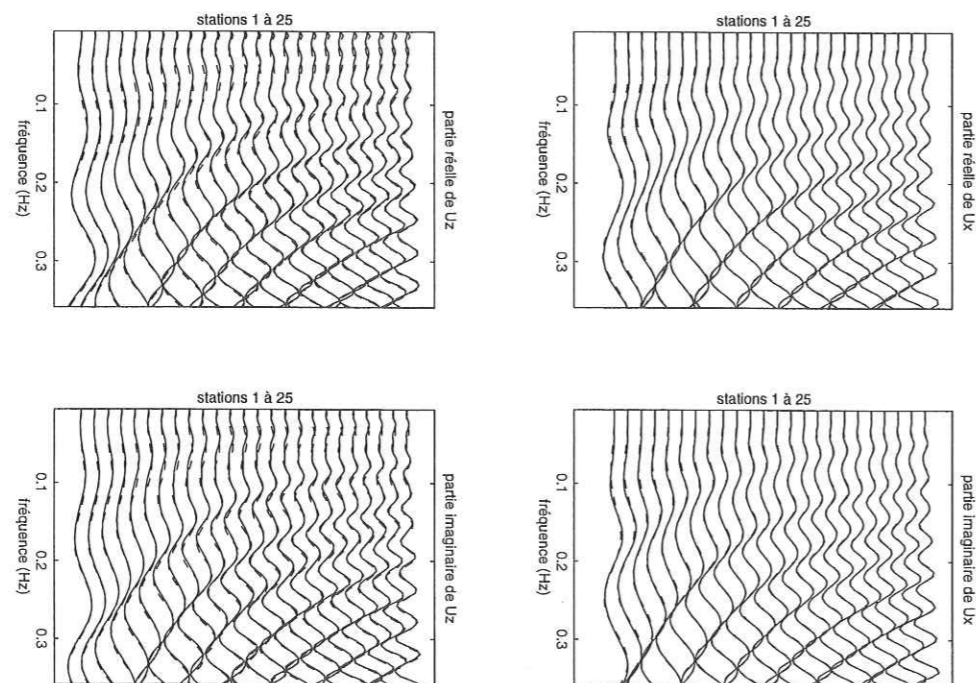 stations 1 à 25
0.1
0.2
0.3
fréquence (Hz)
partie réelle de Uz
stations 1 à 25
0.1
0.2
0.3
fréquence (Hz)
partie réelle de Ux
stations 1 à 25
0.1
0.2
0.3
fréquence (Hz)
partie imaginaire de Uz
stations 1 à 25
0.1
0.2
0.3
fréquence (Hz)
partie imaginaire de Ux